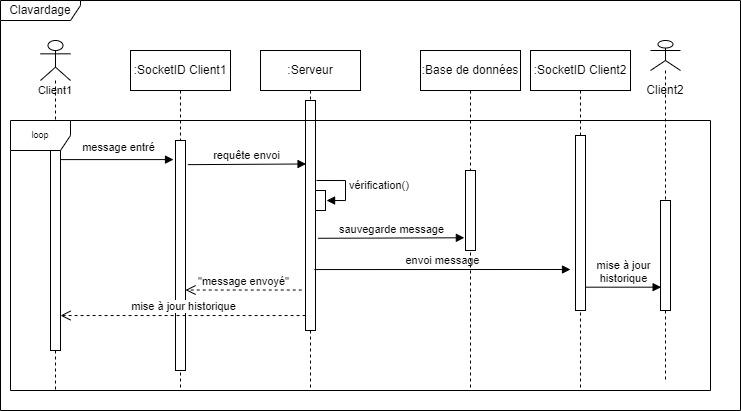 Clavardage
Client1
:SocketID Client1
:Serveur
:Base de données
:SocketID Client2
Client2
loop
message entré
requête envoi
vérification()
sauvegarde message
envoi message
mise à jour
historique
"message envoyé"
mise à jour historique